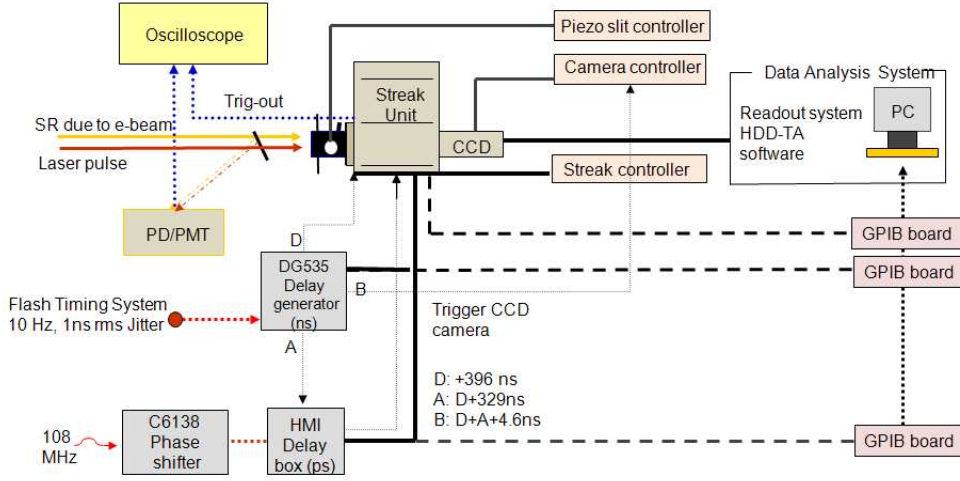 Oscilloscope
Piezo slit controller
Camera controller
Data Analysis System
Streak
Unit
Trig-out
Readout system
HDD-TA
software
PC
SR due to e-beam
Laser pulse
CCD
Streak controller
PD/PMT
D
GPIB board
DG535
Delay
generator
(ns)
B
GPIB board
Flash Timing System
10 Hz, 1ns rms Jitter
Trigger CCD
camera
A
D: +396 ns
A: D+329ns
B: D+A+4.6ns
108
MHz
C6138
Phase
shifter
HMI
Delay
box (ps)
GPIB board